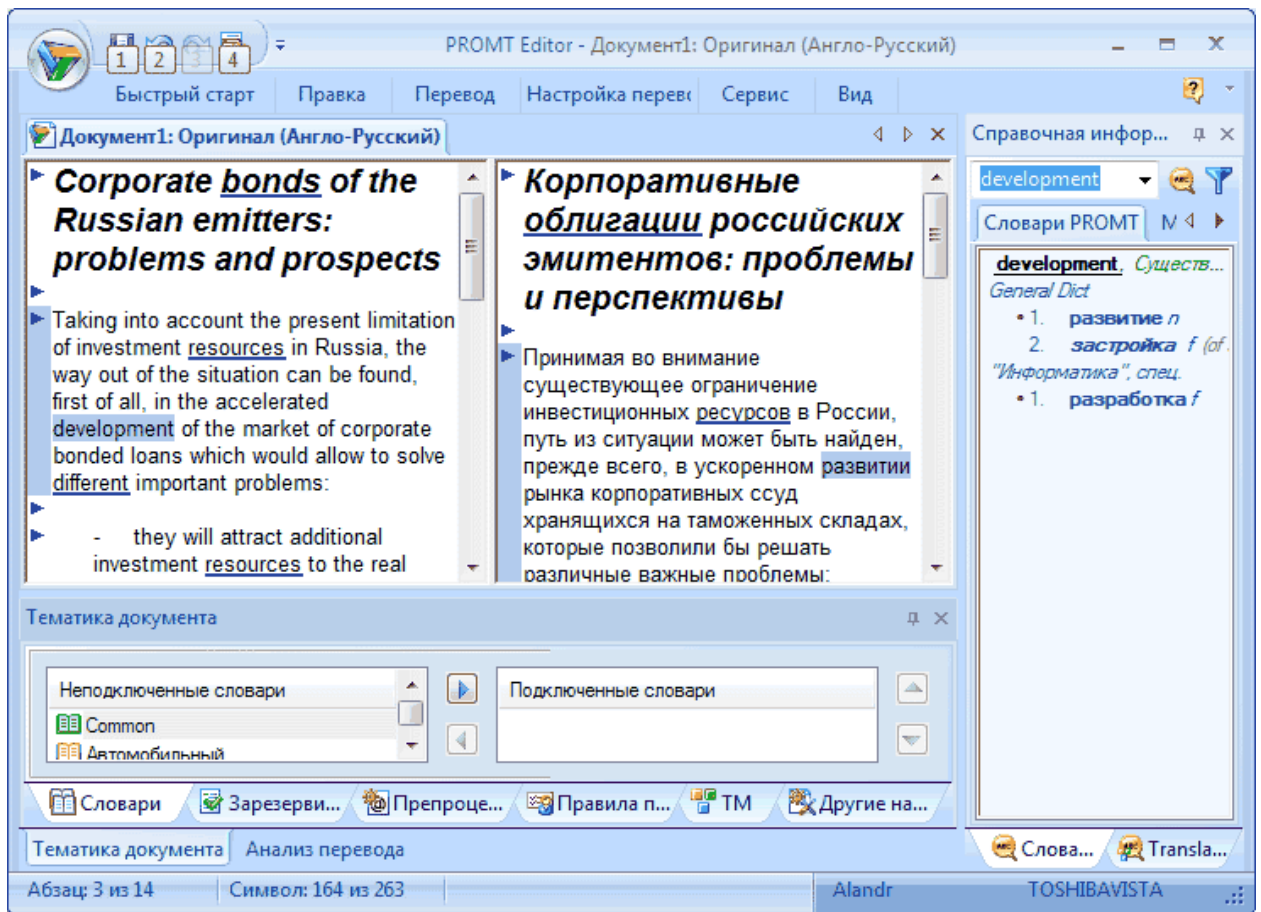 1 2 3 4
PROMT Editor - Документ1: Оригинал (Англо-Русский)
Быстрый старт Правка Перевод Настройка перев Сервис Вид
Документ1: Оригинал (Англо-Русский)
Corporate bonds of the
Russian emitters:
problems and prospects
Taking into account the present limitation
of investment resources in Russia, the
way out of the situation can be found,
first of all, in the accelerated
development of the market of corporate
bonded loans which would allow to solve
different important problems:
- they will attract additional
investment resources to the real
Корпоративные
облигации российских
эмитентов: проблемы
и перспективы
Принимая во внимание
существующее ограничение
инвестиционных ресурсов в России,
путь из ситуации может быть найден,
прежде всего, в ускоренном развитии
рынка корпоративных ссуд
хранящихся на таможенных складах,
которые позволили бы решать
различные важные проблемы:
Справочная инфор...
development
Словари PROMT
development, Существ...
General Dict
1. развитие n
2. застройка f (of
"Информатика", спец.
1. разработка f
Тематика документа
Неподключенные словари
Common
Автомобильный
Подключенные словари
Словари Зарезерви... Препроце... Правила п... ТМ Другие на...
Тематика документа Анализ перевода
Слова... Transla...
Абзац: 3 из 14 Символ: 164 из 263 Alandr TOSHIBAVISTA